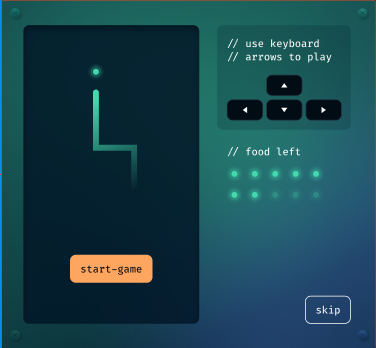 // use keyboard
// arrows to play
// food left
start-game
skip